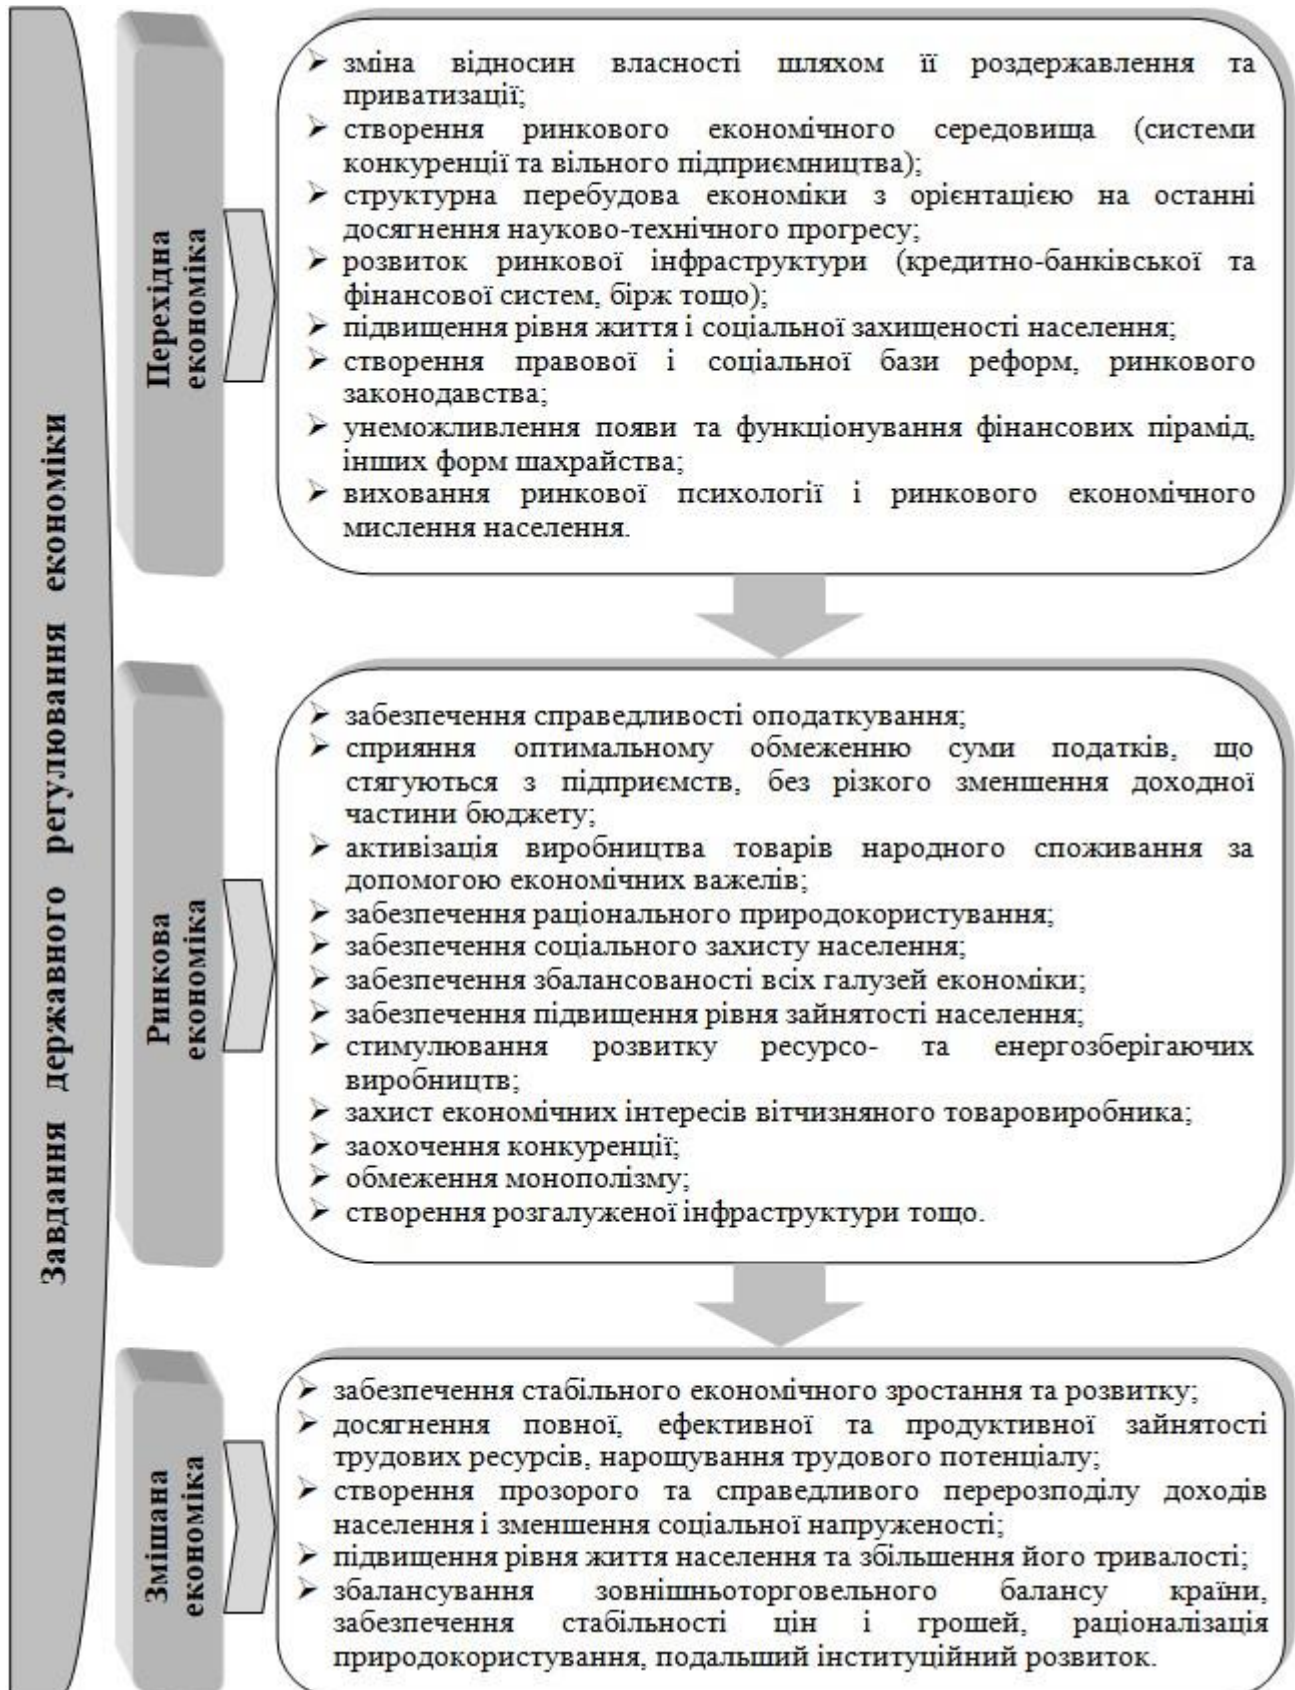 Завдання державного регулювання економіки
Перехідна
економіка
➢ зміна відносин власності шляхом її роздержавлення та
приватизації;
➢ створення ринкового економічного середовища (системи
конкуренції та вільного підприємництва);
➢ структурна перебудова економіки з орієнтацією на останні
досягнення науково-технічного прогресу;
➢ розвиток ринкової інфраструктури (кредитно-банківської та
фінансової систем, бірж тощо);
➢ підвищення рівня життя і соціальної захищеності населення;
➢ створення правової і соціальної бази реформ, ринкового
законодавства;
➢ унеможливлення появи та функціонування фінансових пірамід,
інших форм шахрайства;
➢ виховання ринкової психології і ринкового економічного
мислення населення.
Ринкова
економіка
➢ забезпечення справедливості оподаткування;
➢ сприяння оптимальному обмеженню суми податків, що
стягуються з підприємств, без різкого зменшення доходної
частини бюджету;
➢ активізація виробництва товарів народного споживання за
допомогою економічних важелів;
➢ забезпечення раціонального природокористування;
➢ забезпечення соціального захисту населення;
➢ забезпечення збалансованості всіх галузей економіки;
➢ забезпечення підвищення рівня зайнятості населення;
➢ стимулювання розвитку ресурсо- та енергозберігаючих
виробництв;
➢ захист економічних інтересів вітчизняного товаровиробника;
➢ заохочення конкуренції;
➢ обмеження монополізму;
➢ створення розгалуженої інфраструктури тощо.
Змішана
економіка
➢ забезпечення стабільного економічного зростання та розвитку;
➢ досягнення повної, ефективної та продуктивної зайнятості
трудових ресурсів, нарощування трудового потенціалу;
➢ створення прозорого та справедливого перерозподілу доходів
населення і зменшення соціальної напруженості;
➢ підвищення рівня життя населення та збільшення його тривалості;
➢ збалансування зовнішньоторговельного балансу країни,
забезпечення стабільності цін і грошей, раціоналізація
природокористування, подальший інституційний розвиток.